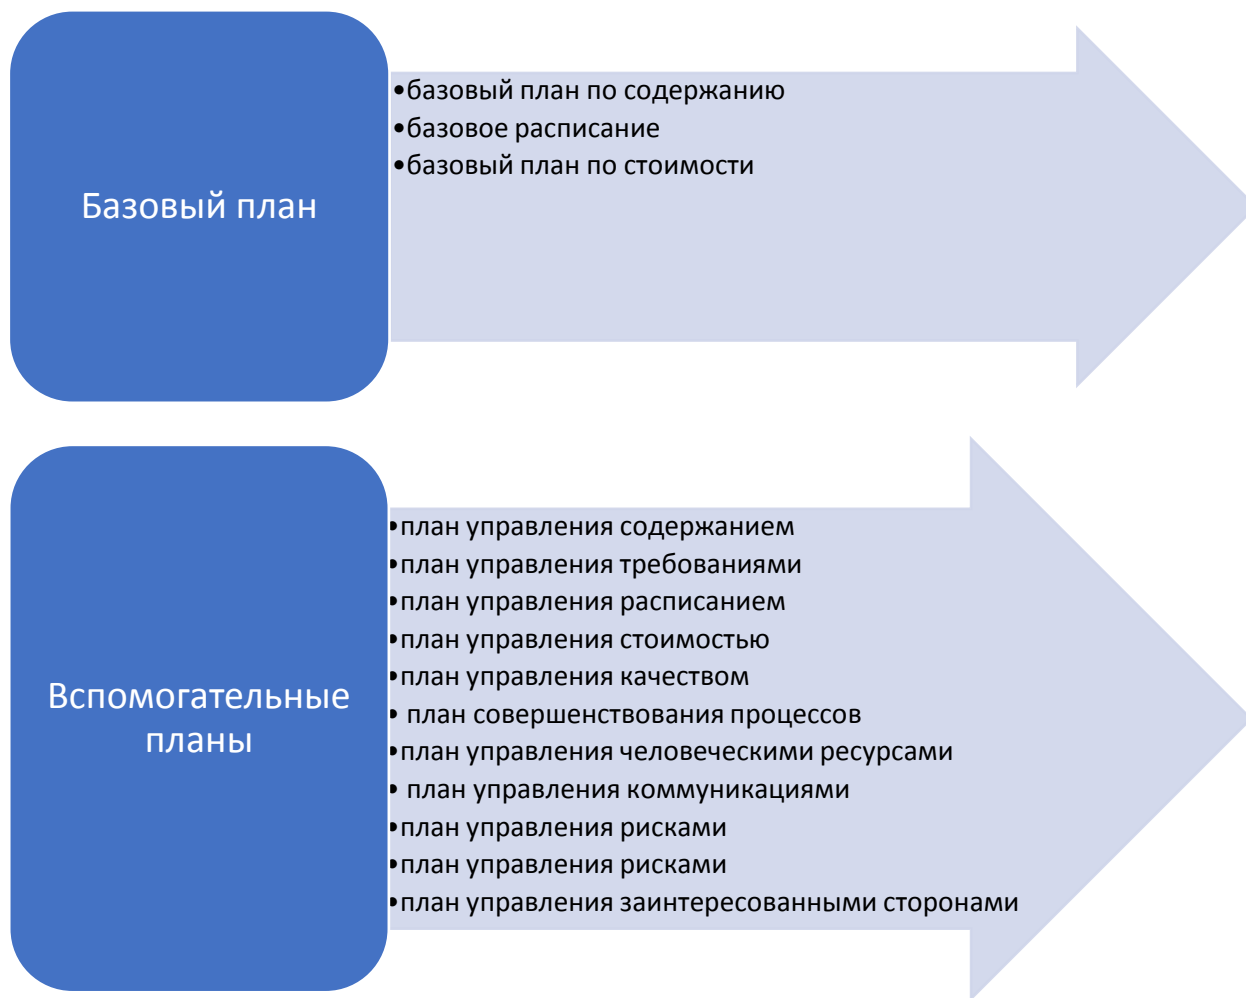 Базовый план
•базовый план по содержанию
•базовое расписание
•базовый план по стоимости
Вспомогательные
планы
•план управления содержанием
•план управления требованиями
•план управления расписанием
•план управления стоимостью
•план управления качеством
• план совершенствования процессов
•план управления человеческими ресурсами
• план управления коммуникациями
•план управления рисками
•план управления рисками
•план управления заинтересованными сторонами